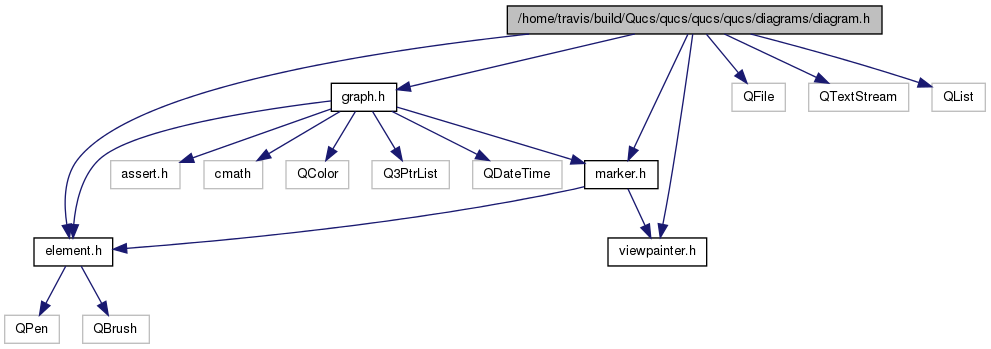 /home/travis/build/Qucs/qucs/qucs/qucs/diagrams/diagram.h
graph.h
QFile
QTextStream
QList
assert.h
cmath
QColor
Q3PtrList
QDateTime
marker.h
element.h
viewpainter.h
QPen
QBrush